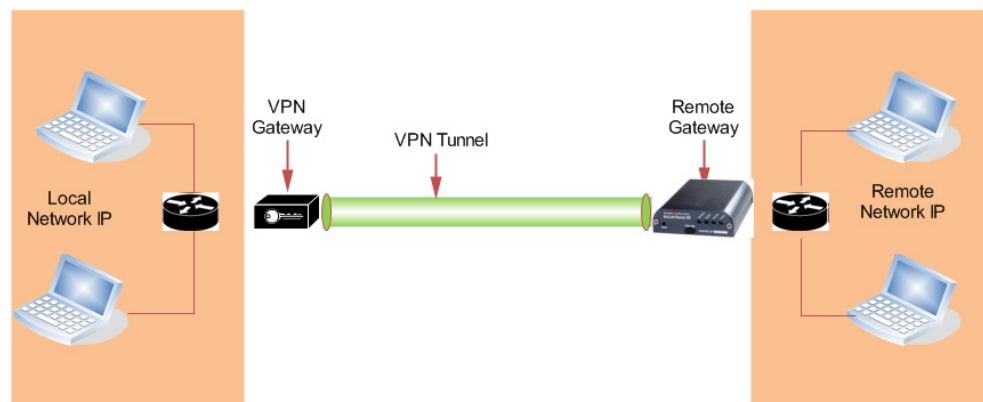 VPN
Gateway
VPN Tunnel
Remote
Gateway
Local
Network IP
Remote
Network IP